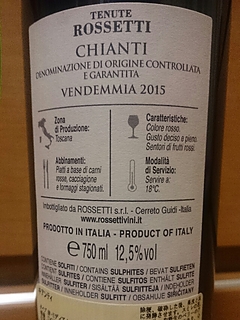 TENUTE
ROSSETTI
CHIANTI
DENOMINAZIONE DI ORIGINE CONTROLLATA
E GARANTITA
VENDEMMIA 2015
Zona
di Produzione:
Toscana
Caratteristiche:
Colore rosso.
Gusto deciso e pieno.
Sentori di frutti rossi.
Abbinamenti:
Piatti a base di carni
rosse, cacciagione
e formaggi stagionati.
Modalità
di Servizio:
Servire a:
18°C.
Imbottigliato da ROSSETTI s.r.l. - Cerreto Guidi -Italia
www.rossettivini.it
PRODOTTO IN ITALIA - PRODUCT OF ITALY
℮ 750 ml 12,5%vol
CONTIENE SOLFITI / CONTAINS SULPHITES / BEVAT SULFIETEN
CONTIENT SULFITES / CONTIENE SULFITOS